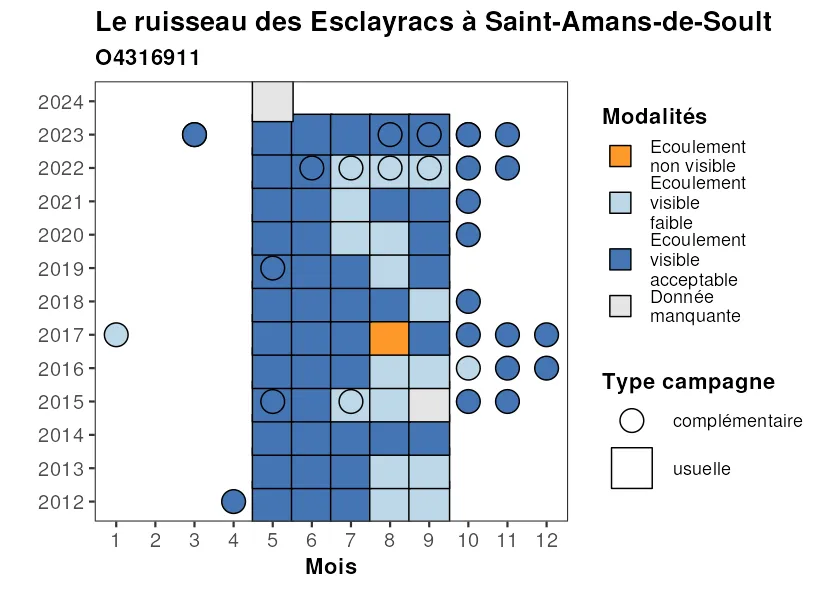 Le ruisseau des Esclayracs à Saint-Amans-de-Soult
O4316911
2024
2023
2022
2021
2020
2019
2018
2017
2016
2015
2014
2013
2012
1 2 3 4 5 6 7 8 9 10 11 12
Mois
Modalités
Ecoulement
non visible
Ecoulement
visible
faible
Ecoulement
visible
acceptable
Donnée
manquante
Type campagne
complémentaire
usuelle